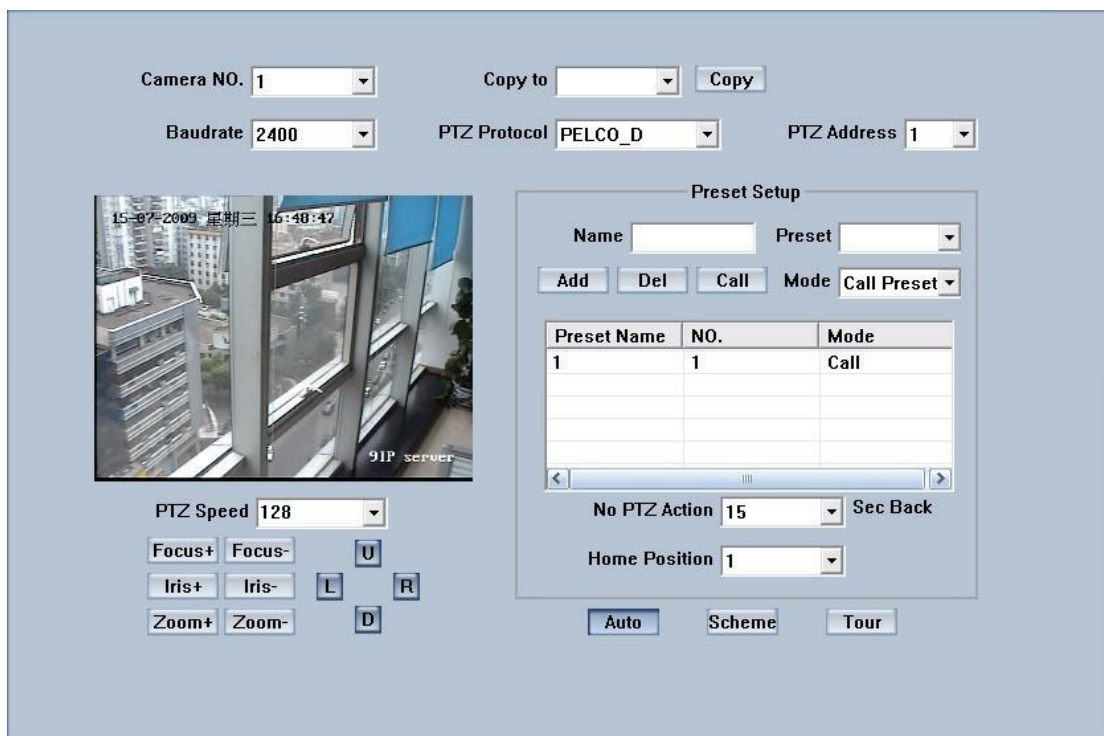 Camera NO. 1 Copy to Copy
Baudrate 2400 PTZ Protocol PELCO_D PTZ Address 1
15-07-2009 星期三 16:48:47
9IP server
Preset Setup
Name Preset
Add Del Call Mode Call Preset
Preset Name NO. Mode
1 1 Call
No PTZ Action 15 Sec Back
Home Position 1
PTZ Speed 128
Focus+ Focus- U
Iris+ Iris- L R
Zoom+ Zoom- D
Auto Scheme Tour